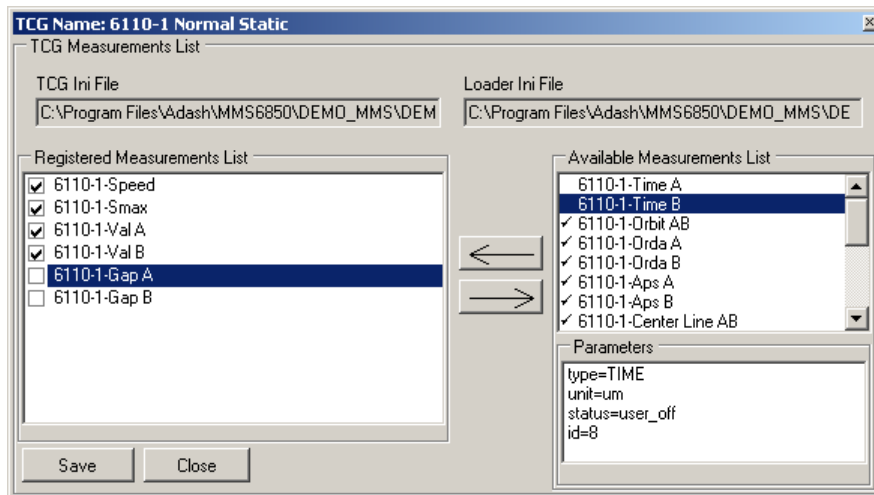 TCG Name: 6110-1 Normal Static
TCG Measurements List
TCG Ini File
Loader Ini File
C:\Program Files\Adash\MMS6850\DEMO_MMS\DEM
C:\Program Files\Adash\MMS6850\DEMO_MMS\DE
Registered Measurements List
6110-1-Speed
6110-1-Smax
6110-1-Val A
6110-1-Val B
6110-1-Gap A
6110-1-Gap B
Available Measurements List
6110-1-Time A
6110-1-Time B
6110-1-Orbit AB
6110-1-Orda A
6110-1-Orda B
6110-1-Aps A
6110-1-Aps B
6110-1-Center Line AB
Parameters
type=TIME
unit=um
status=user_off
id=8
Save
Close